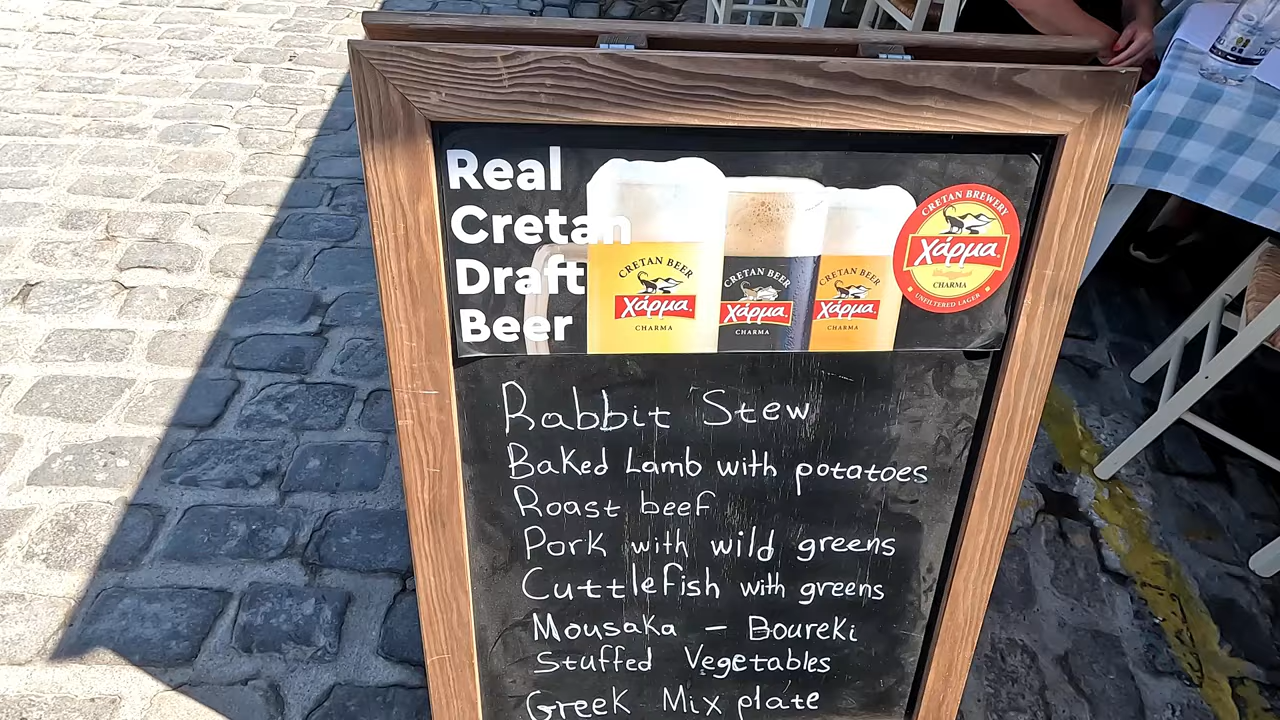 Real
Cretan
Draft
Beer
CRETAN BEER
Χάρμα
CHARMA
CRETAN BEER
Χάρμα
CHARMA
CRETAN BEER
Χάρμα
CHARMA
CRETAN BREWERY
Χάρμα
CHARMA
UNFILTERED LAGER
Rabbit Stew
Baked Lamb with potatoes
Roast beef
Pork with wild greens
Cuttlefish with greens
Mousaka – Boureki
Stuffed Vegetables
Greek Mix plate